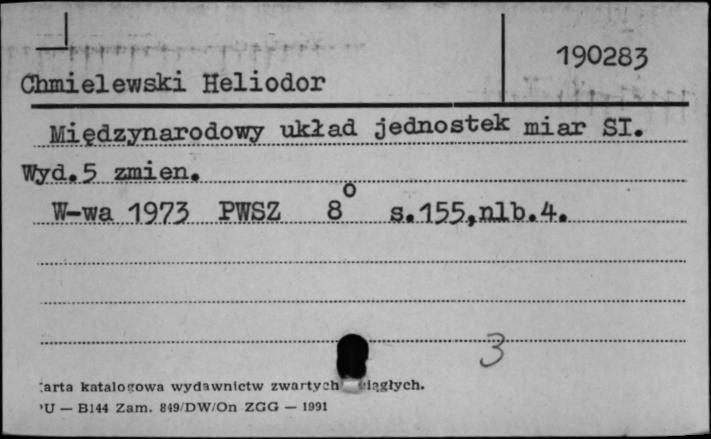 190283
Chmielewski Heliodor
Międzynarodowy układ jednostek miar SI.
Wyd.5 zmien.
W-wa 1973 PWSZ 8° s.155,nlb.4.
3
arta katalogowa wydawnictw zwartych iągłych.
U — B144 Zam. 849/DW/On ZGG — 1991